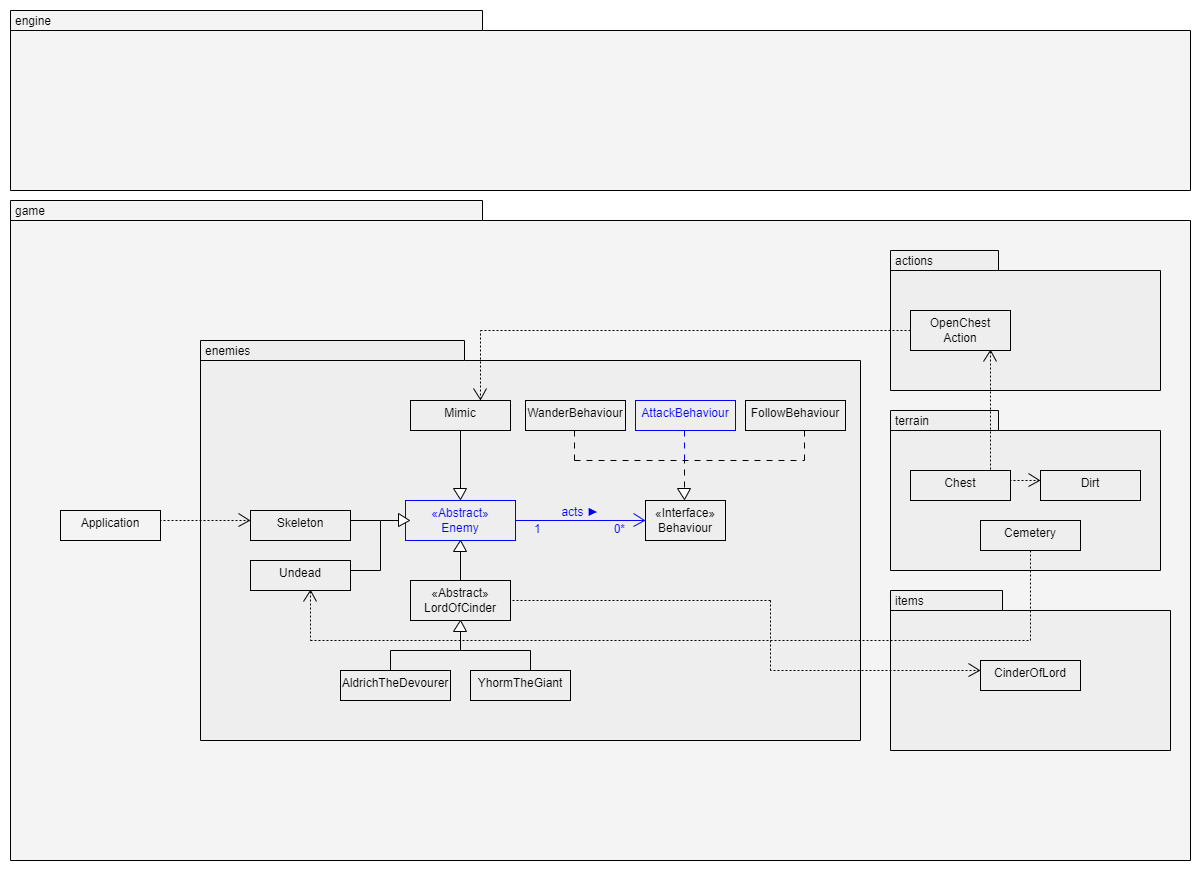 engine
game
actions
OpenChest
Action
enemies
Mimic
WanderBehaviour
AttackBehaviour
FollowBehaviour
terrain
Chest
Dirt
Application
Skeleton
«Abstract»
Enemy
acts ►
1
0*
«Interface»
Behaviour
Cemetery
Undead
«Abstract»
LordOfCinder
items
AldrichTheDevourer
YhormTheGiant
CinderOfLord